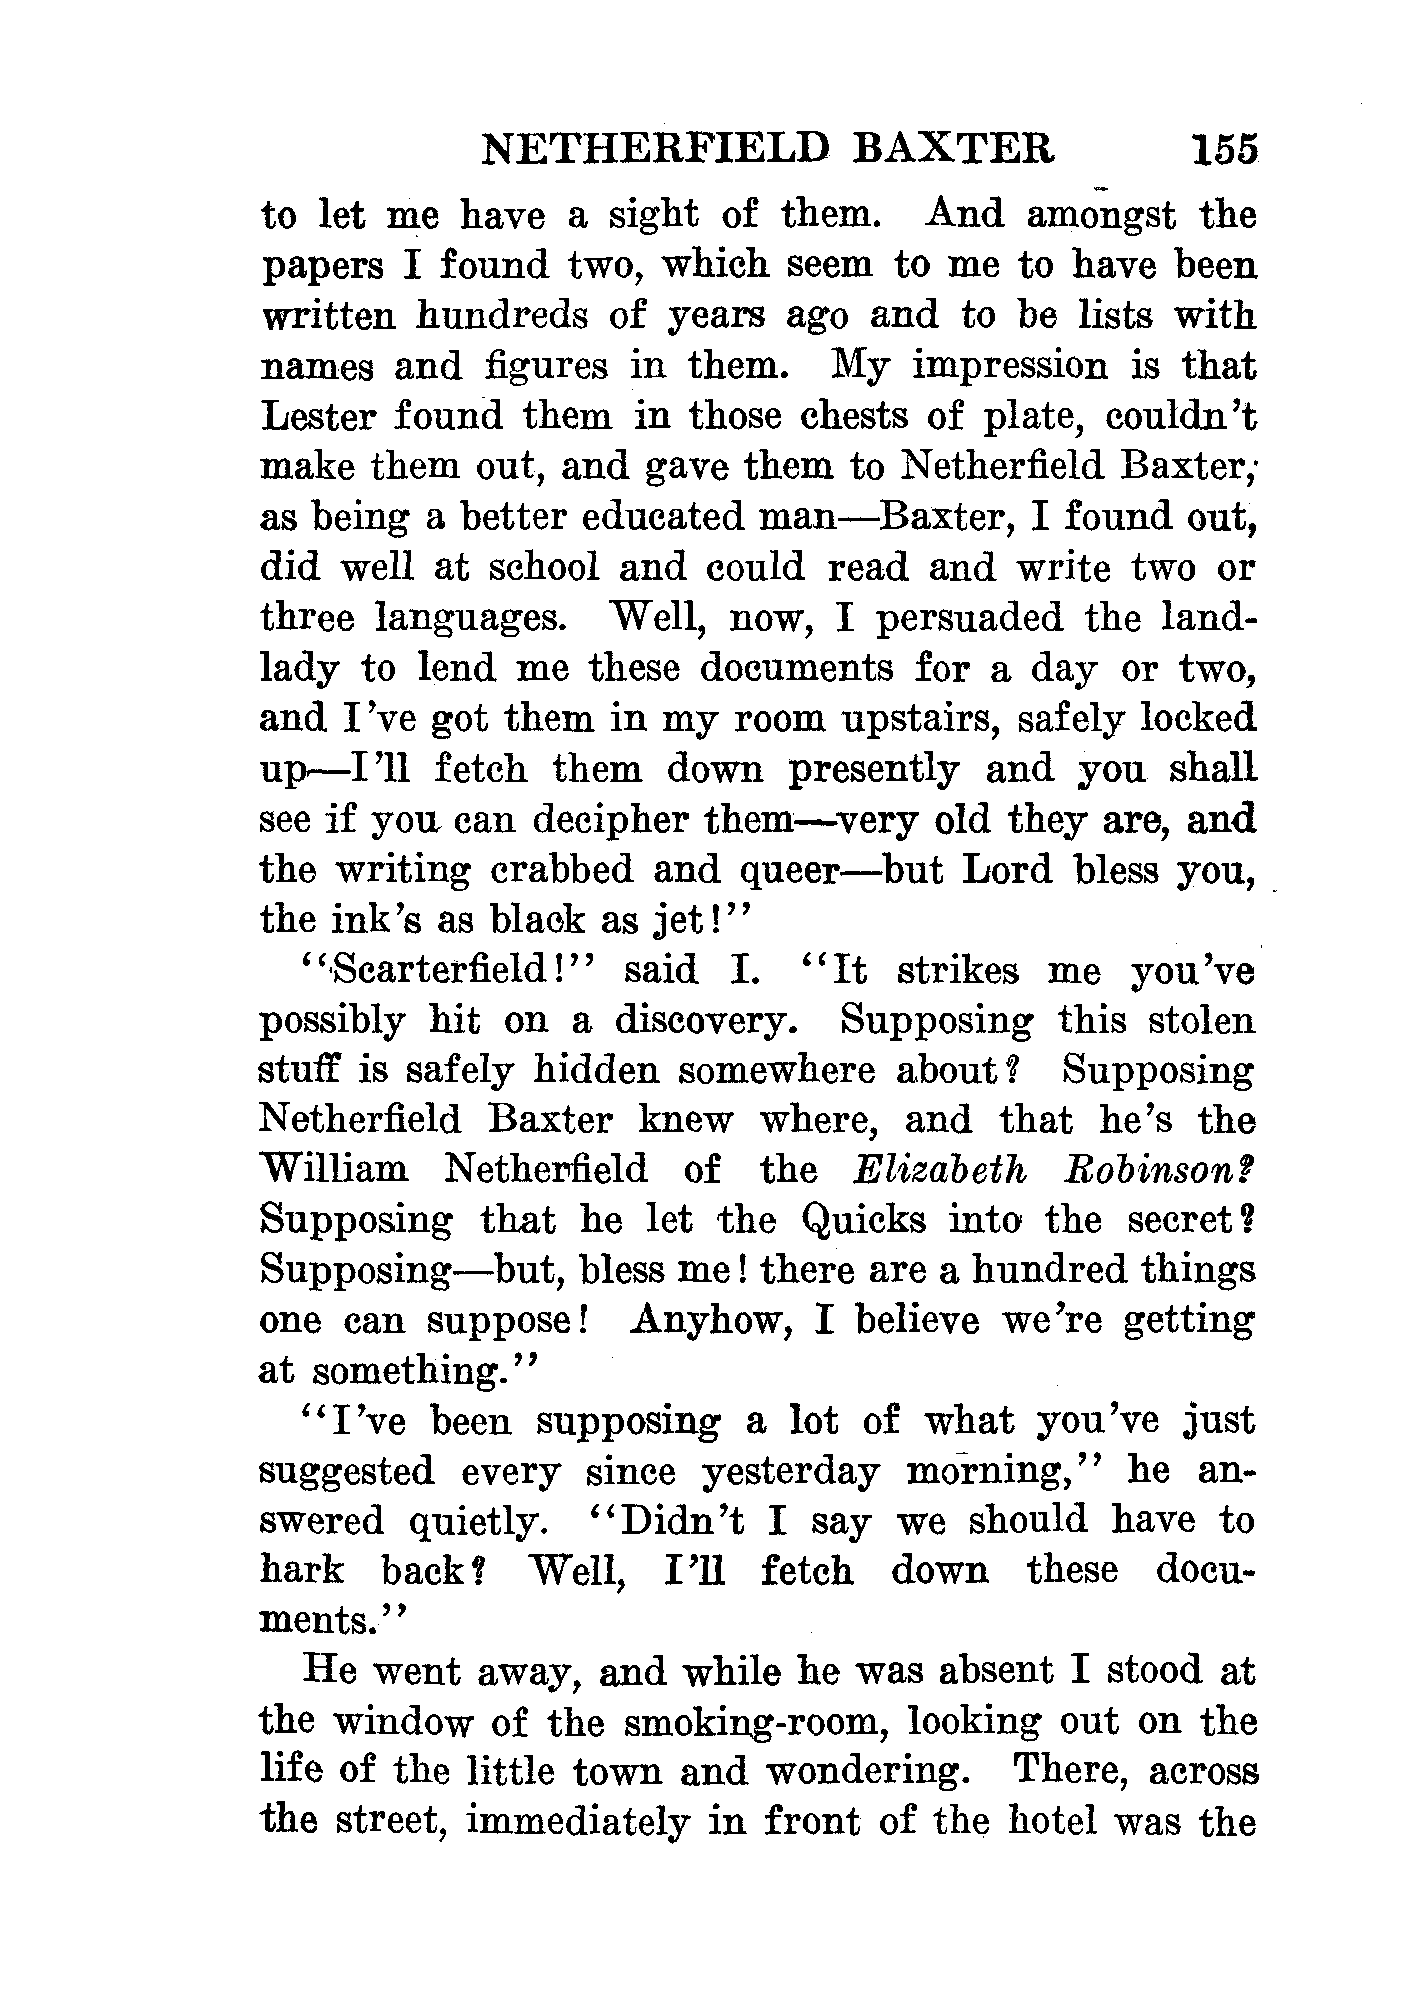 NETHERFIELD BAXTER 155
to let me have a sight of them. And amongst the
papers I found two, which seem to me to have been
written hundreds of years ago and to be lists with
names and figures in them. My impression is that
Lester found them in those chests of plate, couldn't
make them out, and gave them to Netherfield Baxter,
as being a better educated man—Baxter, I found out,
did well at school and could read and write two or
three languages. Well, now, I persuaded the land-
lady to lend me these documents for a day or two,
and I've got them in my room upstairs, safely locked
up—I'll fetch them down presently and you shall
see if you can decipher them—very old they are, and
the writing crabbed and queer—but Lord bless you,
the ink's as black as jet!"
"Scarterfield!" said I. "It strikes me you've
possibly hit on a discovery. Supposing this stolen
stuff is safely hidden somewhere about? Supposing
Netherfield Baxter knew where, and that he's the
William Netherfield of the Elizabeth Robinson?
Supposing that he let the Quicks into the secret?
Supposing—but, bless me! there are a hundred things
one can suppose! Anyhow, I believe we're getting
at something."
"I've been supposing a lot of what you've just
suggested every since yesterday morning," he an-
swered quietly. "Didn't I say we should have to
hark back? Well, I'll fetch down these docu-
ments."
He went away, and while he was absent I stood at
the window of the smoking-room, looking out on the
life of the little town and wondering. There, across
the street, immediately in front of the hotel was the